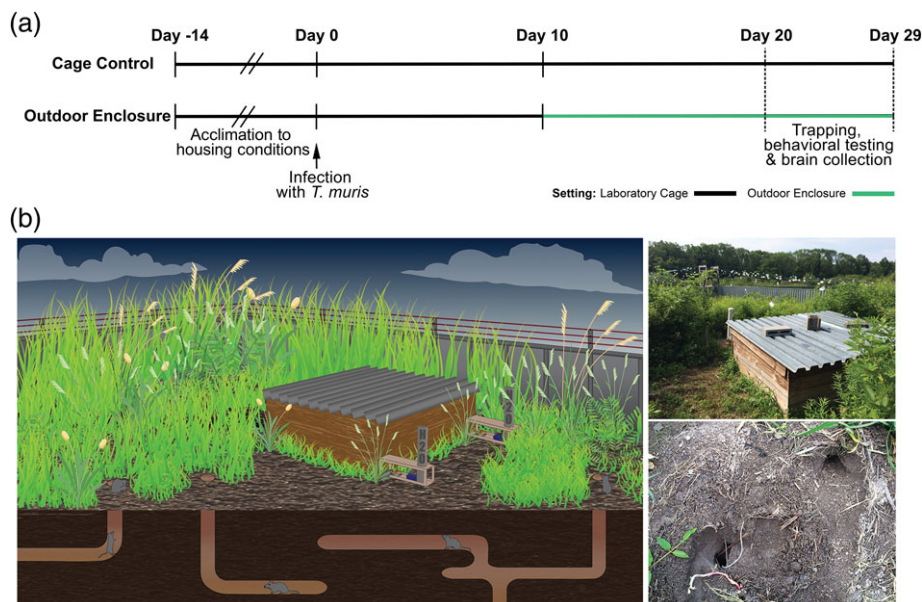 (a)
Day -14 Day 0 Day 10 Day 20 Day 29
Cage Control
Outdoor Enclosure
Acclimation to
housing conditions
Infection
with T. muris
Trapping,
behavioral testing
& brain collection
Setting: Laboratory Cage Outdoor Enclosure
(b)